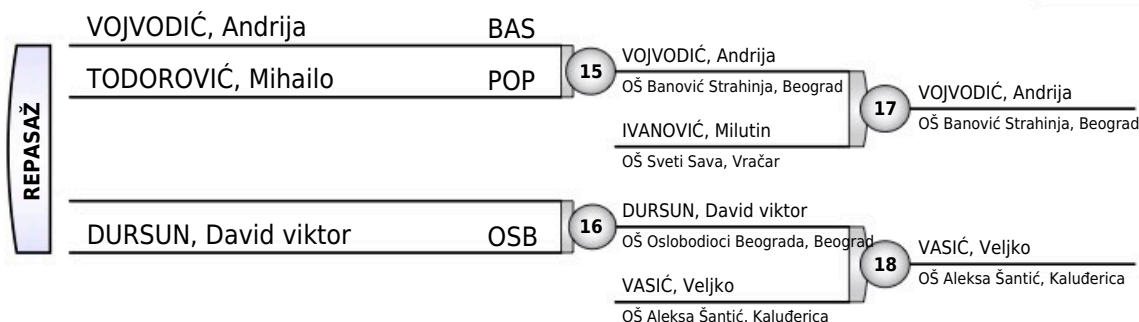 REPASAŽ
VOJVODIĆ, Andrija BAS
TODOROVIĆ, Mihailo POP
15
VOJVODIĆ, Andrija
OŠ Banović Strahinja, Beograd
IVANOVIĆ, Milutin
OŠ Sveti Sava, Vračar
17
VOJVODIĆ, Andrija
OŠ Banović Strahinja, Beograd
DURSUN, David viktor OSB
16
DURSUN, David viktor
OŠ Oslobodioci Beograda, Beograd
VASIĆ, Veljko
OŠ Aleksa Šantić, Kaluđerica
18
VASIĆ, Veljko
OŠ Aleksa Šantić, Kaluđerica